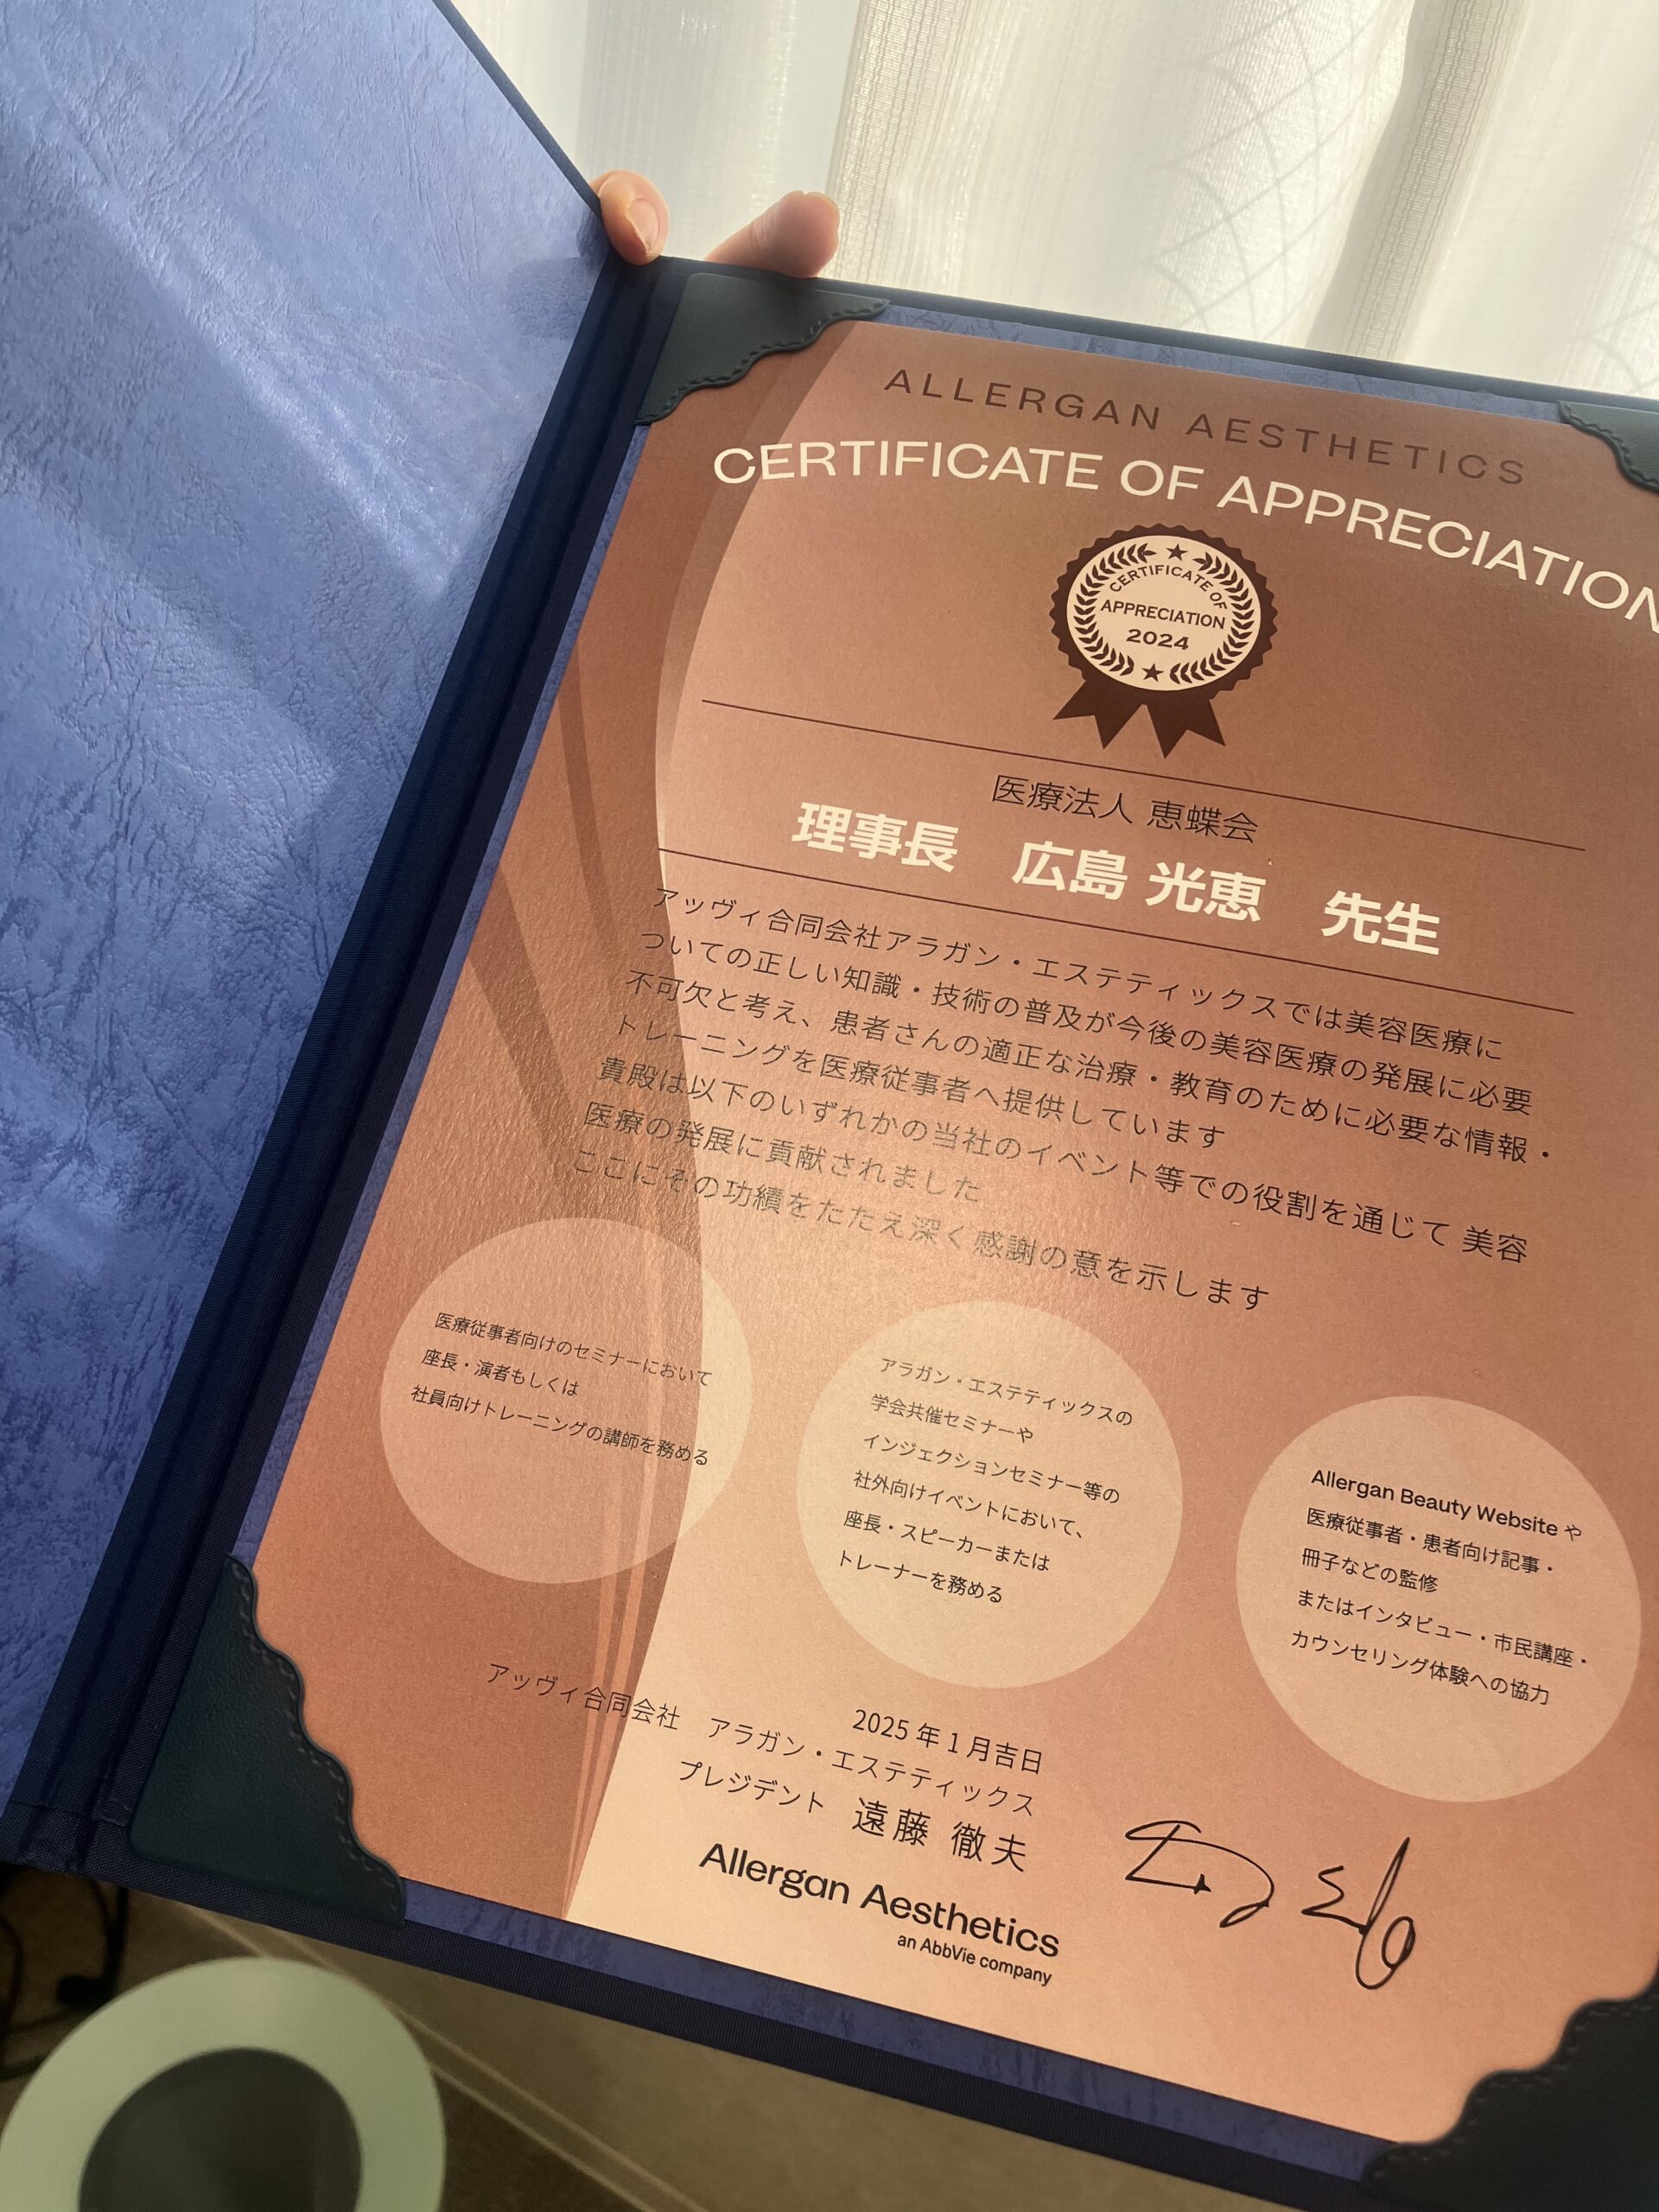 ALLERGAN AESTHETICS
CERTIFICATE OF APPRECIATION
CERTIFICATE OF
APPRECIATION
2024
医療法人 恵蝶会
理事長 広島 光恵 先生
アッヴィ合同会社アラガン・エステティックスでは美容医療に
ついての正しい知識・技術の普及が今後の美容医療の発展に必要
不可欠と考え、患者さんの適正な治療・教育のために必要な情報・
トレーニングを医療従事者へ提供しています
貴殿は以下のいずれかの当社のイベント等での役割を通じて 美容
医療の発展に貢献されました
ここにその功績をたたえ深く感謝の意を示します
医療従事者向けのセミナーにおいて
座長・演者もしくは
社員向けトレーニングの講師を務める
アラガン・エステティックスの
学会共催セミナーや
インジェクションセミナー等の
社外向けイベントにおいて、
座長・スピーカーまたは
トレーナーを務める
Allergan Beauty Website や
医療従事者・患者向け記事・
冊子などの監修
またはインタビュー・市民講座・
カウンセリング体験への協力
2025 年 1 月吉日
アッヴィ合同会社 アラガン・エステティックス
プレジデント 遠藤 徹夫
Allergan Aesthetics
an AbbVie company